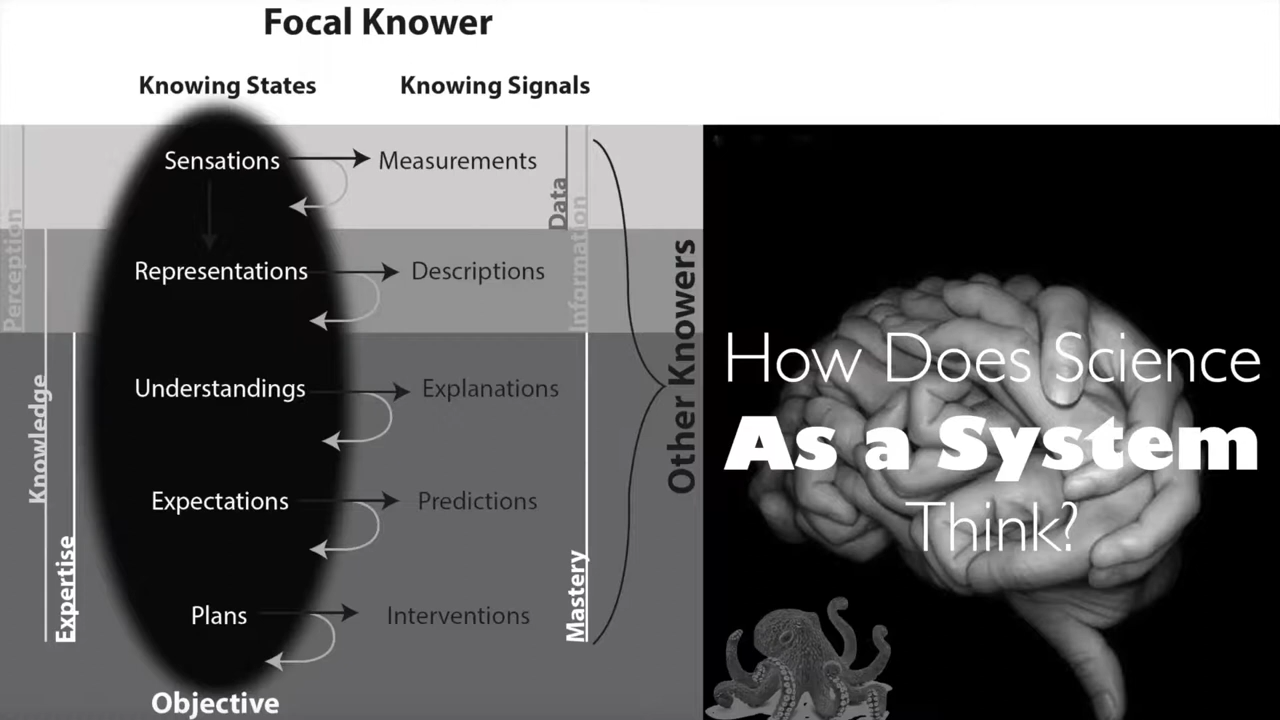 Focal Knower
Knowing States
Knowing Signals
Sensations
Measurements
Representations
Descriptions
Understandings
Explanations
Expectations
Predictions
Plans
Interventions
Objective
Perception
Knowledge
Expertise
Data
Information
Mastery
Other Knowers
How Does Science
As a System
Think?